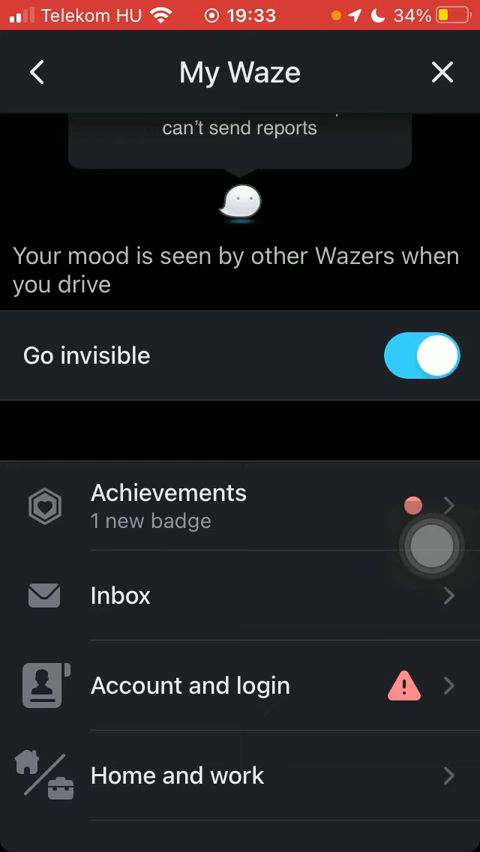 Telekom HU 19:33 34%
My Waze
can't send reports
Your mood is seen by other Wazers when
you drive
Go invisible
Achievements
1 new badge
Inbox
Account and login
Home and work